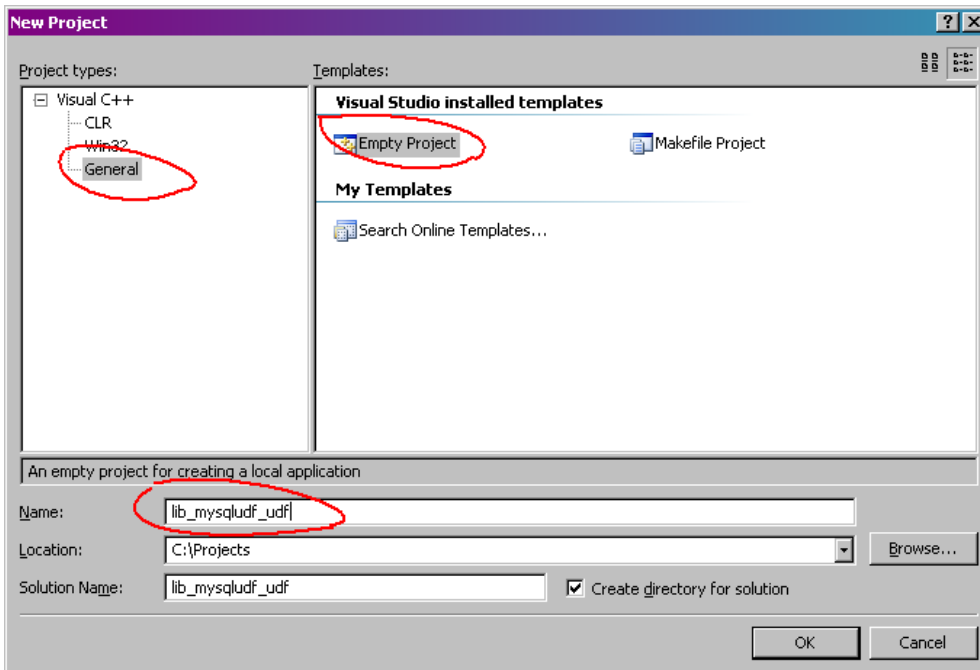 New Project
Project types:
Templates:
Visual C++
CLR
Win32
General
Visual Studio installed templates
Empty Project
Makefile Project
My Templates
Search Online Templates...
An empty project for creating a local application
Name:
lib_mysqludf_udf
Location:
C:\Projects
Browse...
Solution Name:
lib_mysqludf_udf
Create directory for solution
OK
Cancel